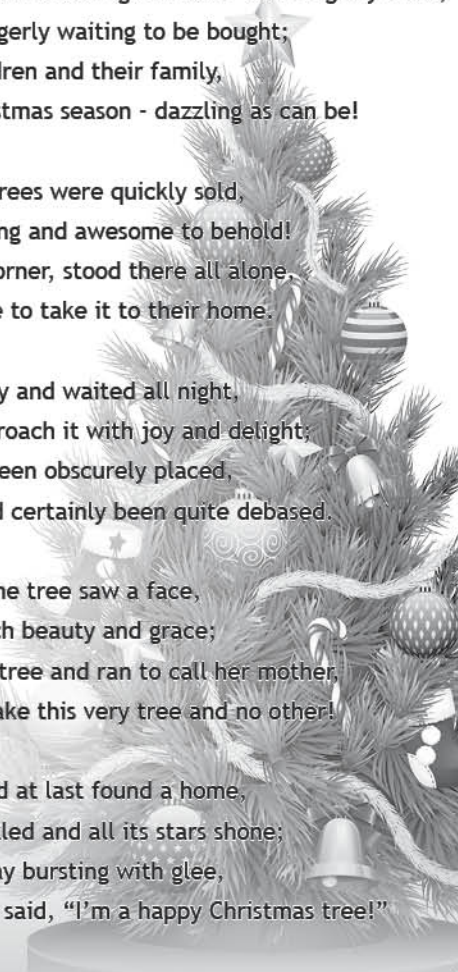 gerly waiting to be bought;
dren and their family,
stmas season - dazzling as can be!
rees were quickly sold,
ng and awesome to behold!
orner, stood there all alone,
e to take it to their home.
y and waited all night,
roach it with joy and delight;
een obscurely placed,
d certainly been quite debased.
ne tree saw a face,
ch beauty and grace;
tree and ran to call her mother,
ake this very tree and no other!
d at last found a home,
led and all its stars shone;
ay bursting with glee,
said, “I’m a happy Christmas tree!”